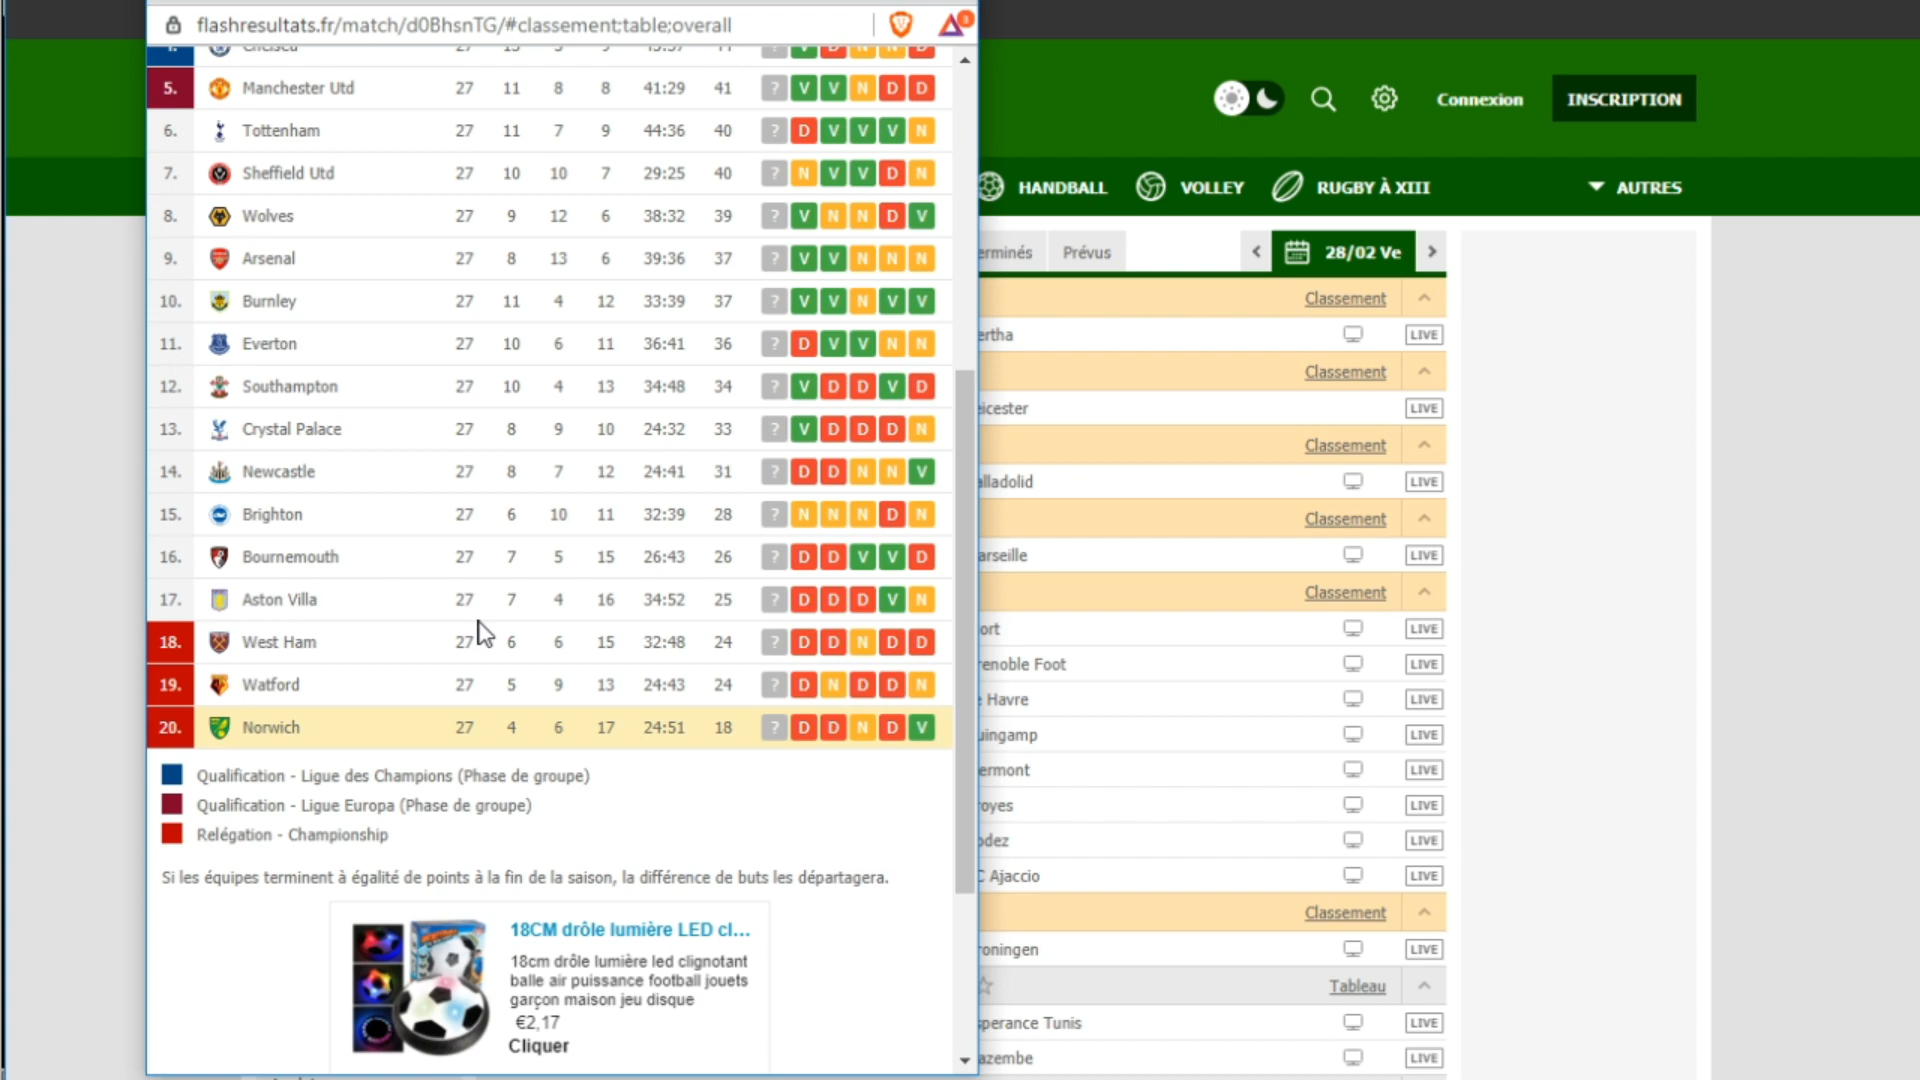 flashresultats.fr/match/d0BhsnTG/#classement;table;overall
3
4. Chelsea 27
5. Manchester Utd 27 11 8 8 41:29 41 ? V V N D D
6. Tottenham 27 11 7 9 44:36 40 ? D V V V N
7. Sheffield Utd 27 10 10 7 29:25 40 ? N V V D N
8. Wolves 27 9 12 6 38:32 39 ? V N N D V
9. Arsenal 27 8 13 6 39:36 37 ? V V N N N
10. Burnley 27 11 4 12 33:39 37 ? V V N V V
11. Everton 27 10 6 11 36:41 36 ? D V V N N
12. Southampton 27 10 4 13 34:48 34 ? V D D V D
13. Crystal Palace 27 8 9 10 24:32 33 ? V D D D N
14. Newcastle 27 8 7 12 24:41 31 ? D D N N V
15. Brighton 27 6 10 11 32:39 28 ? N N N D N
16. Bournemouth 27 7 5 15 26:43 26 ? D D V V D
17. Aston Villa 27 7 4 16 34:52 25 ? D D D V N
18. West Ham 27 6 6 15 32:48 24 ? D D N D D
19. Watford 27 5 9 13 24:43 24 ? D N D D N
20. Norwich 27 4 6 17 24:51 18 ? D D N D V
Qualification - Ligue des Champions (Phase de groupe)
Qualification - Ligue Europa (Phase de groupe)
Relégation - Championship
Si les équipes terminent à égalité de points à la fin de la saison, la différence de buts les départagera.
18CM drôle lumière LED cl...
18cm drôle lumière led clignotant
balle air puissance football jouets
garçon maison jeu disque
€2,17
Cliquer
Connexion INSCRIPTION
HANDBALL VOLLEY RUGBY À XIII AUTRES
erminés Prévus 28/02 Ve
Classement
ertha LIVE
Classement
eicester LIVE
Classement
alladolid LIVE
Classement
arseille LIVE
Classement
ort LIVE
renoble Foot LIVE
e Havre LIVE
uingamp LIVE
ermont LIVE
royes LIVE
odez LIVE
C Ajaccio LIVE
Classement
roningen LIVE
Tableau
sperance Tunis LIVE
azembe LIVE